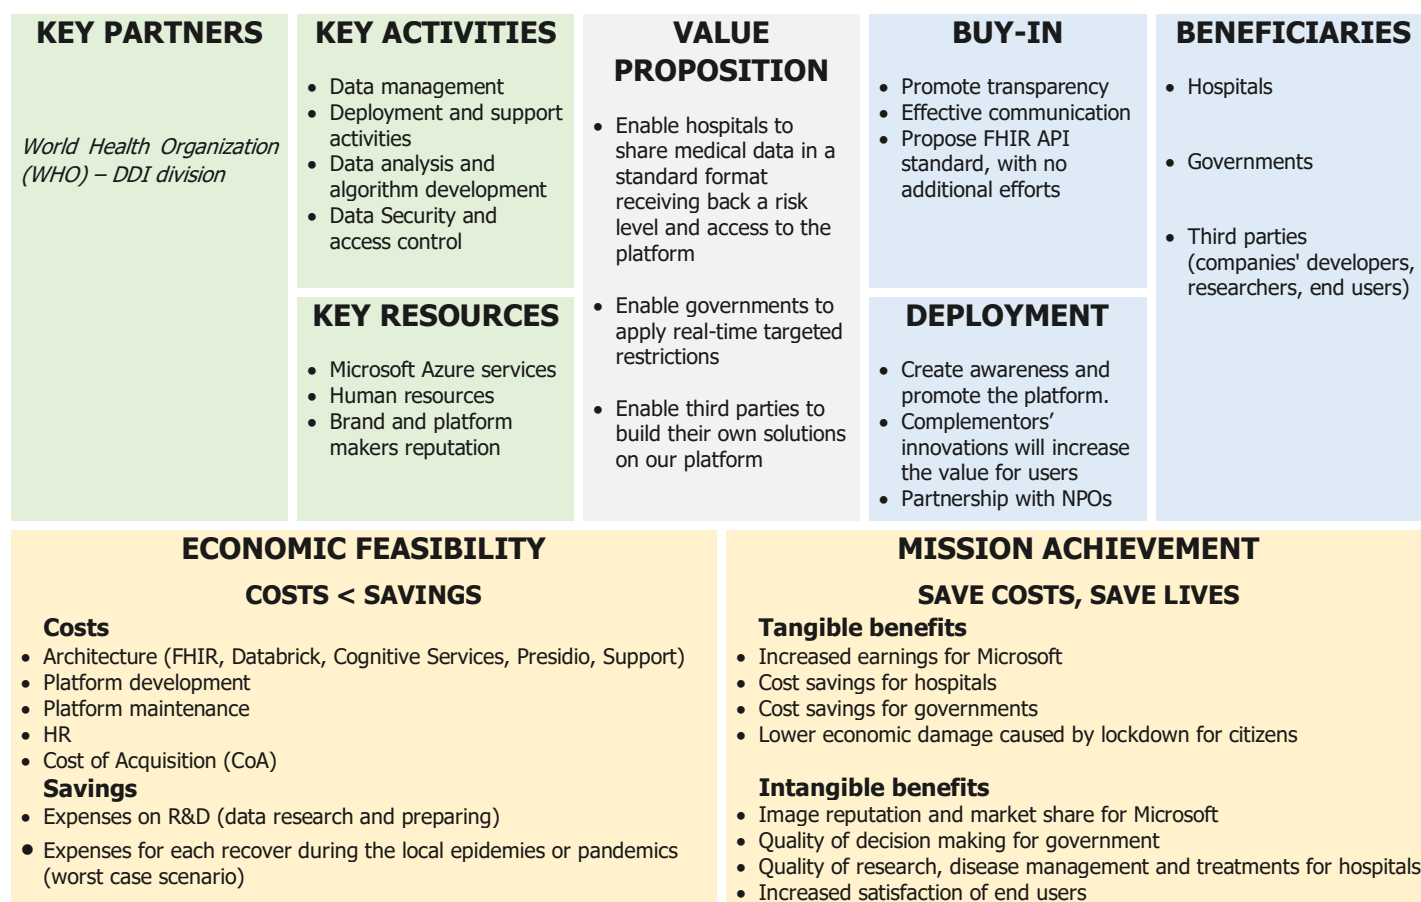 KEY PARTNERS
World Health Organization
(WHO) – DDI division
KEY ACTIVITIES
• Data management
• Deployment and support
activities
• Data analysis and
algorithm development
• Data Security and
access control
KEY RESOURCES
• Microsoft Azure services
• Human resources
• Brand and platform
makers reputation
VALUE
PROPOSITION
• Enable hospitals to
share medical data in a
standard format
receiving back a risk
level and access to the
platform
• Enable governments to
apply real-time targeted
restrictions
• Enable third parties to
build their own solutions
on our platform
BUY-IN
• Promote transparency
• Effective communication
• Propose FHIR API
standard, with no
additional efforts
DEPLOYMENT
• Create awareness and
promote the platform.
• Complementors’
innovations will increase
the value for users
• Partnership with NPOs
BENEFICIARIES
• Hospitals
• Governments
• Third parties
(companies' developers,
researchers, end users)
ECONOMIC FEASIBILITY
COSTS < SAVINGS
Costs
• Architecture (FHIR, Databrick, Cognitive Services, Presidio, Support)
• Platform development
• Platform maintenance
• HR
• Cost of Acquisition (CoA)
Savings
• Expenses on R&D (data research and preparing)
• Expenses for each recover during the local epidemies or pandemics
(worst case scenario)
MISSION ACHIEVEMENT
SAVE COSTS, SAVE LIVES
Tangible benefits
• Increased earnings for Microsoft
• Cost savings for hospitals
• Cost savings for governments
• Lower economic damage caused by lockdown for citizens
Intangible benefits
• Image reputation and market share for Microsoft
• Quality of decision making for government
• Quality of research, disease management and treatments for hospitals
• Increased satisfaction of end users